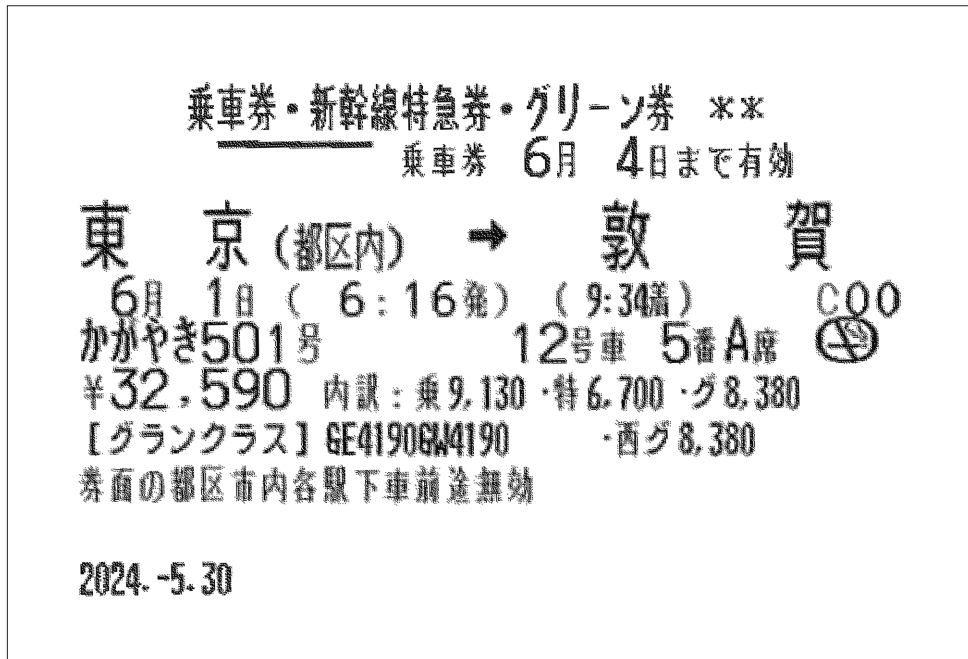 乗車券・新幹線特急券・グリーン券 **
乗車券 6月 4日まで有効
東 京(都区内) → 敦 賀
6月 1日( 6:16発) ( 9:34着) C00
かがやき501号 12号車 5番A席
¥32,590 内訳:乗9,130・特6,700・グ8,380
[グランクラス]GE4190GW4190 ・西グ8,380
券面の都区市内各駅下車前途無効
2024.-5.30